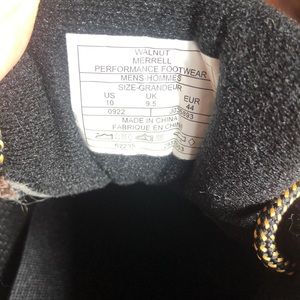 WALNUT
MERRELL
PERFORMANCE FOOTWEAR
MENS-HOMMES
SIZE-GRANDEUR
US UK EUR
10 9.5 44
0922
MADE IN CHINA
FABRIQUE EN CHINA